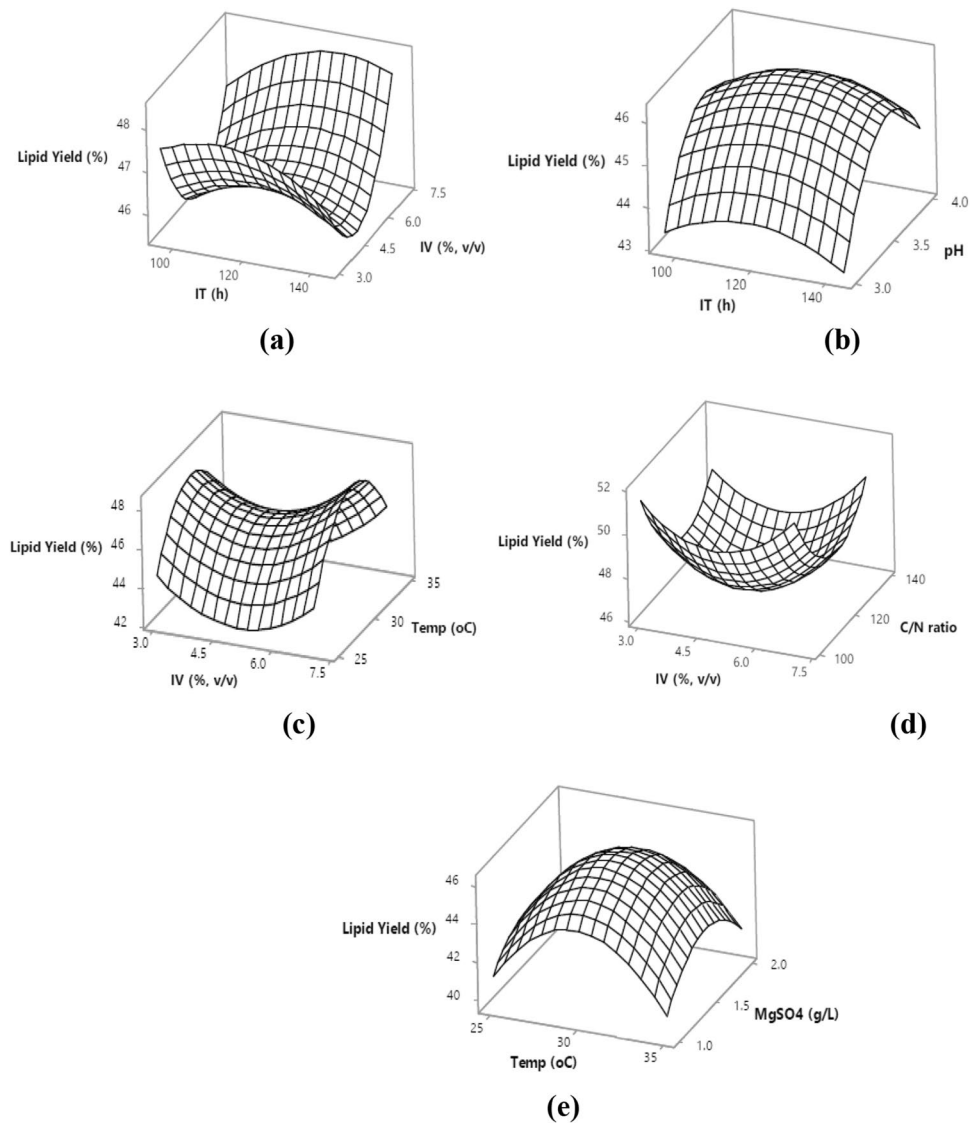 48
47
46
Lipid Yield (%)
100
120
140
IT (h)
3.0
4.5
6.0
7.5
IV (%, v/v)
(a)
46
45
44
43
Lipid Yield (%)
100
120
140
IT (h)
3.0
3.5
4.0
pH
(b)
48
46
44
42
Lipid Yield (%)
3.0
4.5
6.0
7.5
IV (%, v/v)
25
30
35
Temp (oC)
(c)
52
50
48
46
Lipid Yield (%)
3.0
4.5
6.0
7.5
IV (%, v/v)
100
120
140
C/N ratio
(d)
46
44
42
40
Lipid Yield (%)
25
30
35
Temp (oC)
1.0
1.5
2.0
MgSO4 (g/L)
(e)